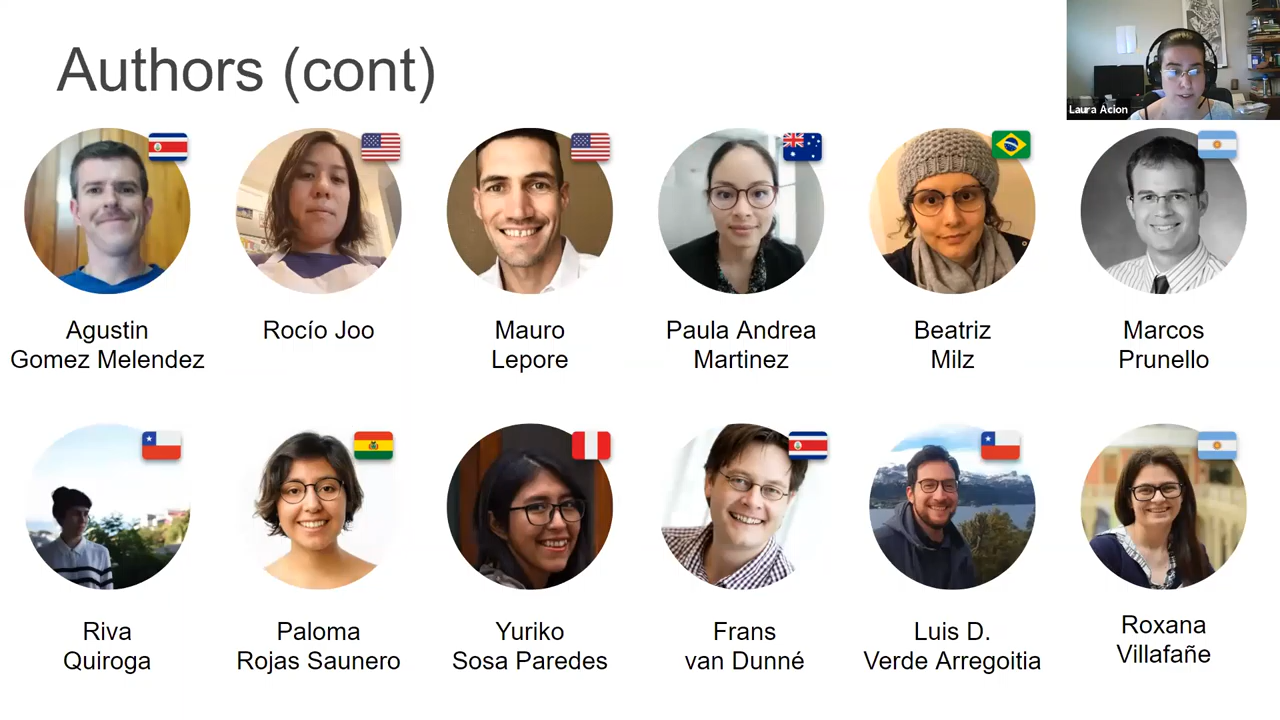 Authors (cont)
Laura Acion
Agustin
Gomez Melendez
Rocío Joo
Mauro
Lepore
Paula Andrea
Martinez
Beatriz
Milz
Marcos
Prunello
Riva
Quiroga
Paloma
Rojas Saunero
Yuriko
Sosa Paredes
Frans
van Dunné
Luis D.
Verde Arregoitia
Roxana
Villafañe